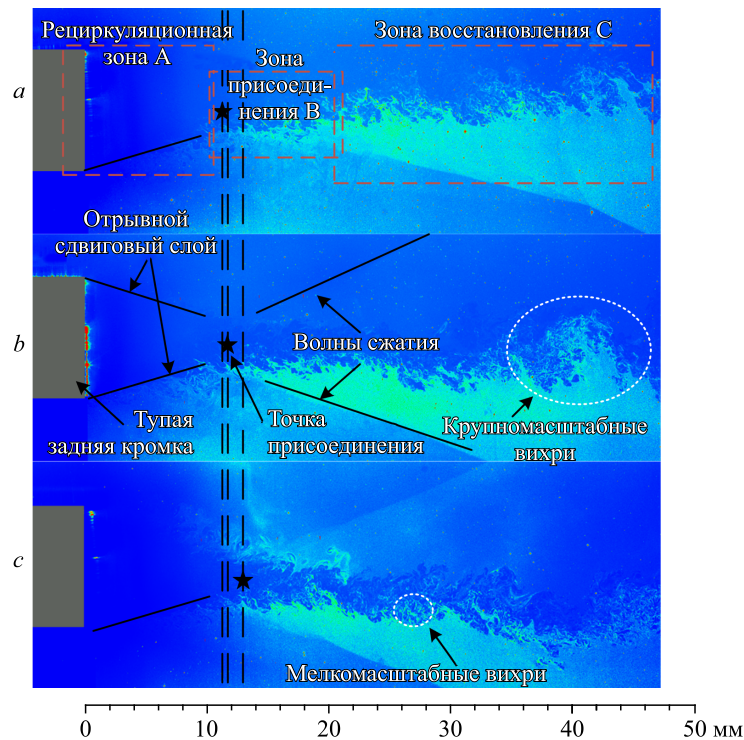 Рециркуляционная
зона А
Зона
присоеди-
нения В
Зона восстановления С
a
Отрывной
сдвиговый слой
Волны сжатия
b
Тупая
задняя кромка
Точка
присоединения
Крупномасштабные
вихри
c
Мелкомасштабные вихри
0 10 20 30 40 50 мм